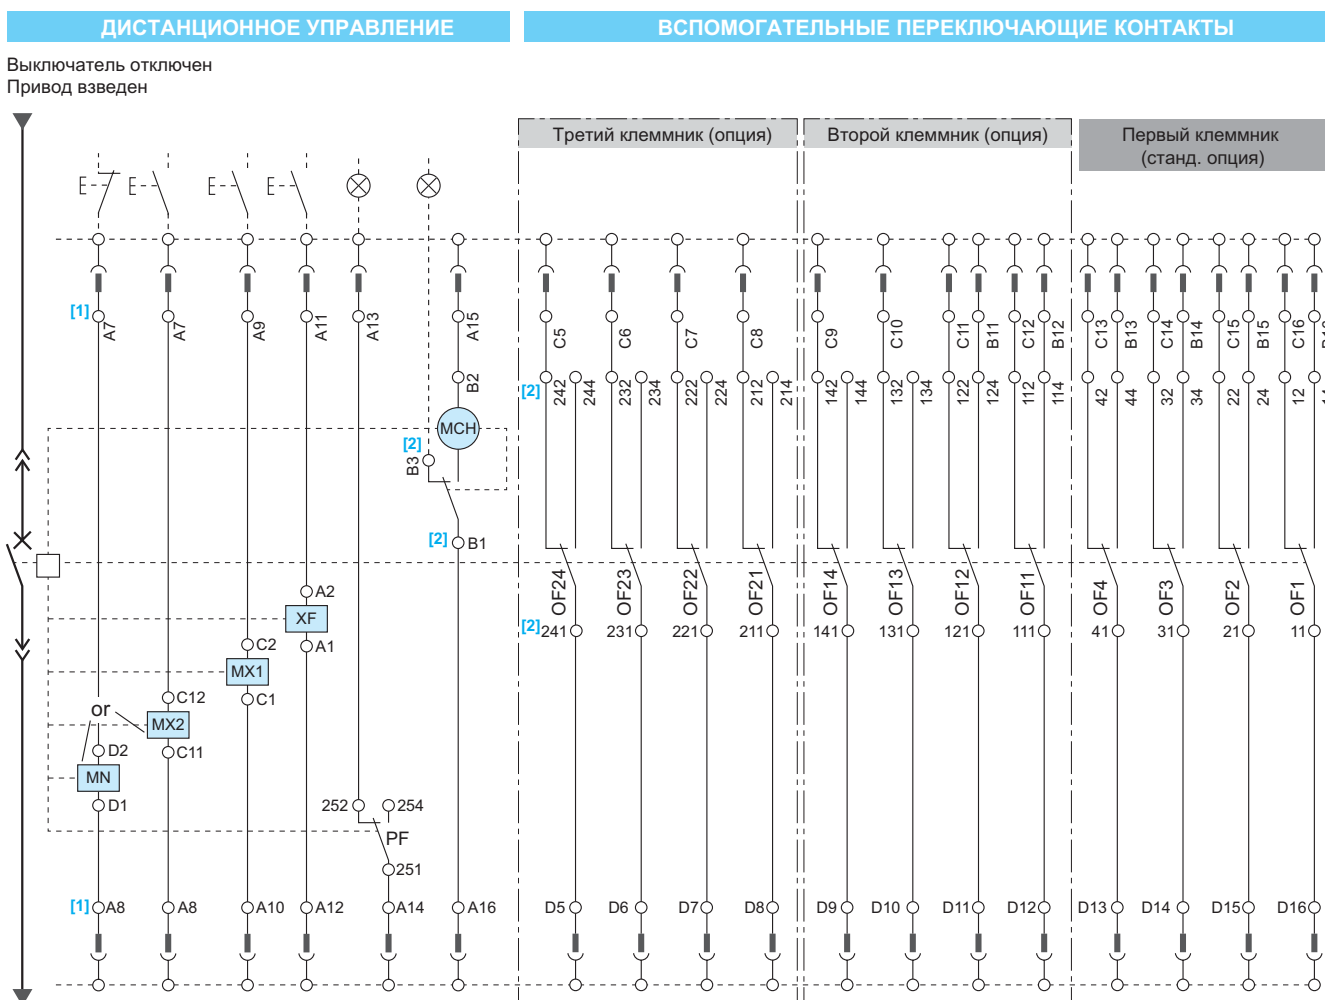 ДИСТАНЦИОННОЕ УПРАВЛЕНИЕ
ВСПОМОГАТЕЛЬНЫЕ ПЕРЕКЛЮЧАЮЩИЕ КОНТАКТЫ
Выключатель отключен
Привод взведен
Третий клеммник (опция)
Второй клеммник (опция)
Первый клеммник
(станд. опция)
E E E E
[1] A7 A7 A9 A11 A13 A15 C5 C6 C7 C8 C9 C10 C11 B11 C12 B12 C13 B13 C14 B14 C15 B15 C16
B2 [2] 242 244 232 234 222 224 212 214 142 144 132 134 122 124 112 114 42 44 32 34 22 24 12
MCH
[2]
B3
[2] B1
OF24 OF23 OF22 OF21 OF14 OF13 OF12 OF11 OF4 OF3 OF2 OF1
A2
XF
A1
[2] 241 231 221 211 141 131 121 111 41 31 21 11
C2
MX1
C1
C12
or
MX2
C11
D2
MN
D1
252 254
PF
251
[1] A8 A8 A10 A12 A14 A16 D5 D6 D7 D8 D9 D10 D11 D12 D13 D14 D15 D16